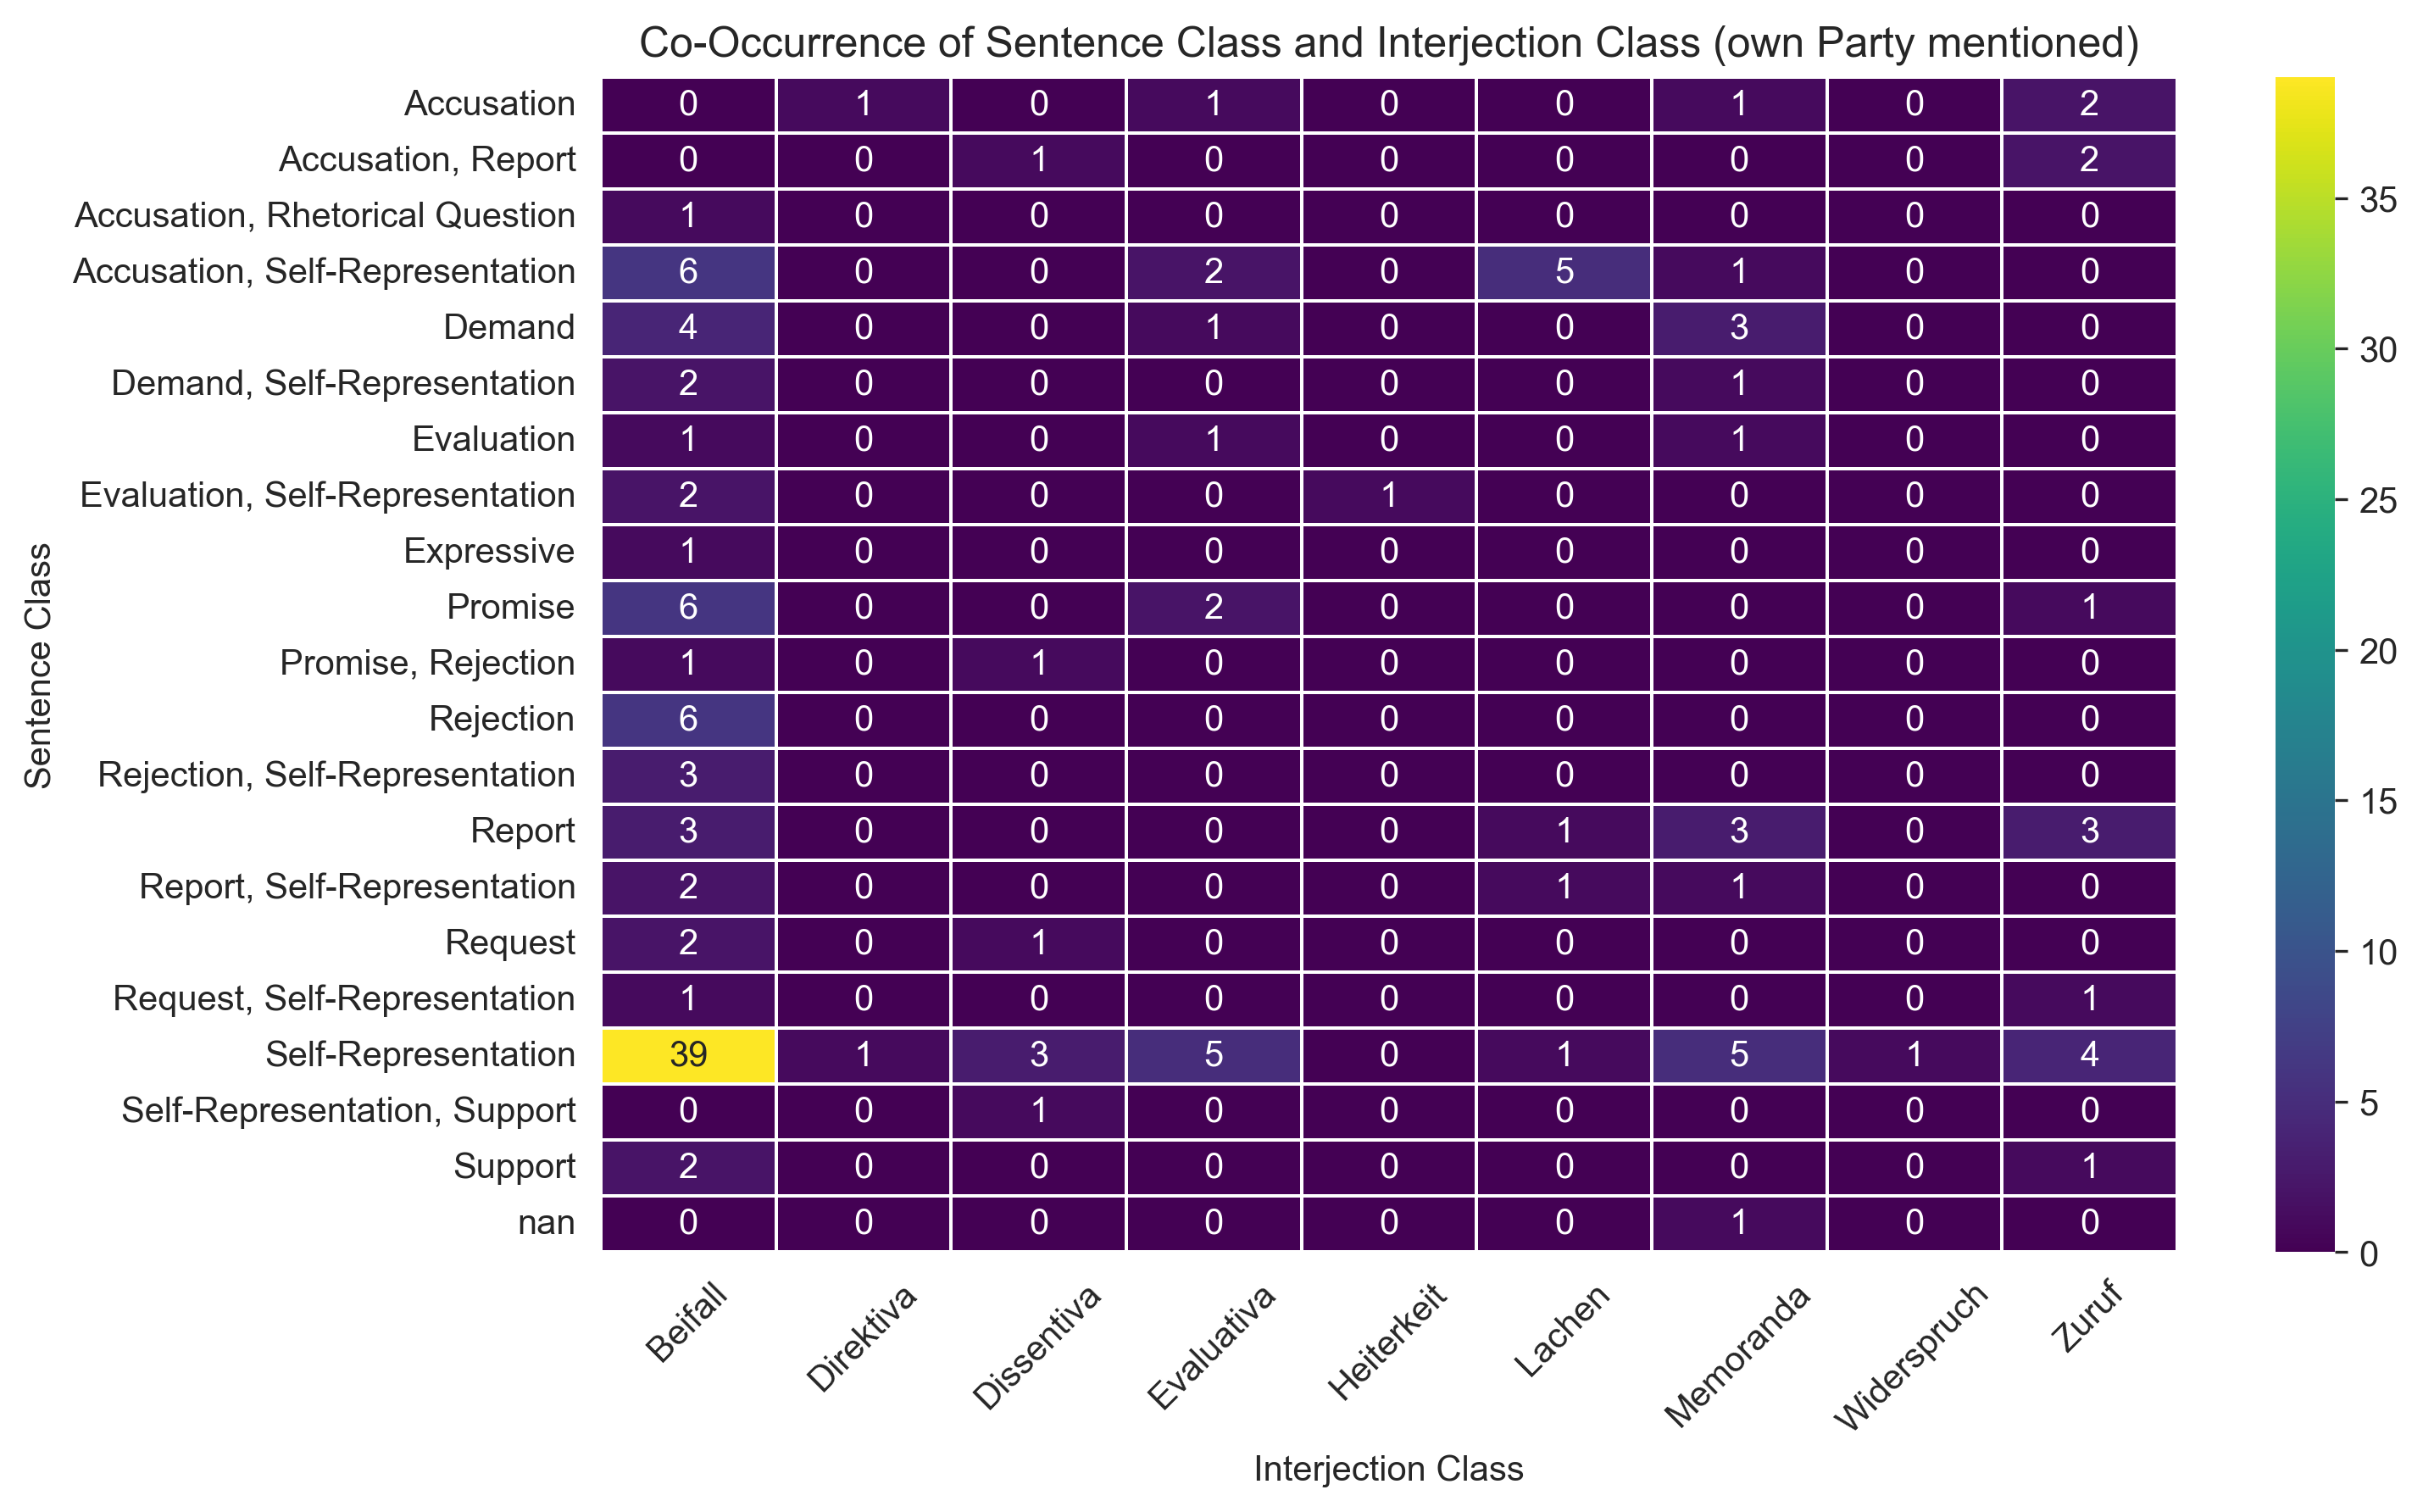 Co-Occurrence of Sentence Class and Interjection Class (own Party mentioned)
Sentence Class
Accusation 0 1 0 1 0 0 1 0 2
Accusation, Report 0 0 1 0 0 0 0 0 2
Accusation, Rhetorical Question 1 0 0 0 0 0 0 0 0
Accusation, Self-Representation 6 0 0 2 0 5 1 0 0
Demand 4 0 0 1 0 0 3 0 0
Demand, Self-Representation 2 0 0 0 0 0 1 0 0
Evaluation 1 0 0 1 0 0 1 0 0
Evaluation, Self-Representation 2 0 0 0 1 0 0 0 0
Expressive 1 0 0 0 0 0 0 0 0
Promise 6 0 0 2 0 0 0 0 1
Promise, Rejection 1 0 1 0 0 0 0 0 0
Rejection 6 0 0 0 0 0 0 0 0
Rejection, Self-Representation 3 0 0 0 0 0 0 0 0
Report 3 0 0 0 0 1 3 0 3
Report, Self-Representation 2 0 0 0 0 1 1 0 0
Request 2 0 1 0 0 0 0 0 0
Request, Self-Representation 1 0 0 0 0 0 0 0 1
Self-Representation 39 1 3 5 0 1 5 1 4
Self-Representation, Support 0 0 1 0 0 0 0 0 0
Support 2 0 0 0 0 0 0 0 1
nan 0 0 0 0 0 0 1 0 0
Beifall Direktiva Dissentiva Evaluativa Heiterkeit Lachen Memoranda Widerspruch Zuruf
Interjection Class
35
30
25
20
15
10
5
0